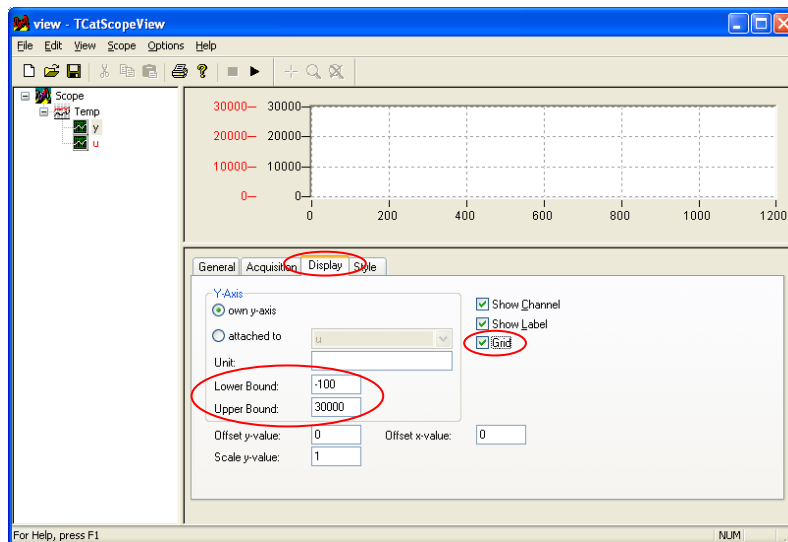 view - TCatScopeView
File Edit View Scope Options Help
Scope
Temp
y
u
30000 30000
20000 20000
10000 10000
0 0
0 200 400 600 800 1000 1200
General Acquisition Display Style
Y-Axis
own y-axis
attached to u
Unit:
Lower Bound: -100
Upper Bound: 30000
Offset y-value: 0 Offset x-value: 0
Scale y-value: 1
Show Channel
Show Label
Grid
For Help, press F1 NUM